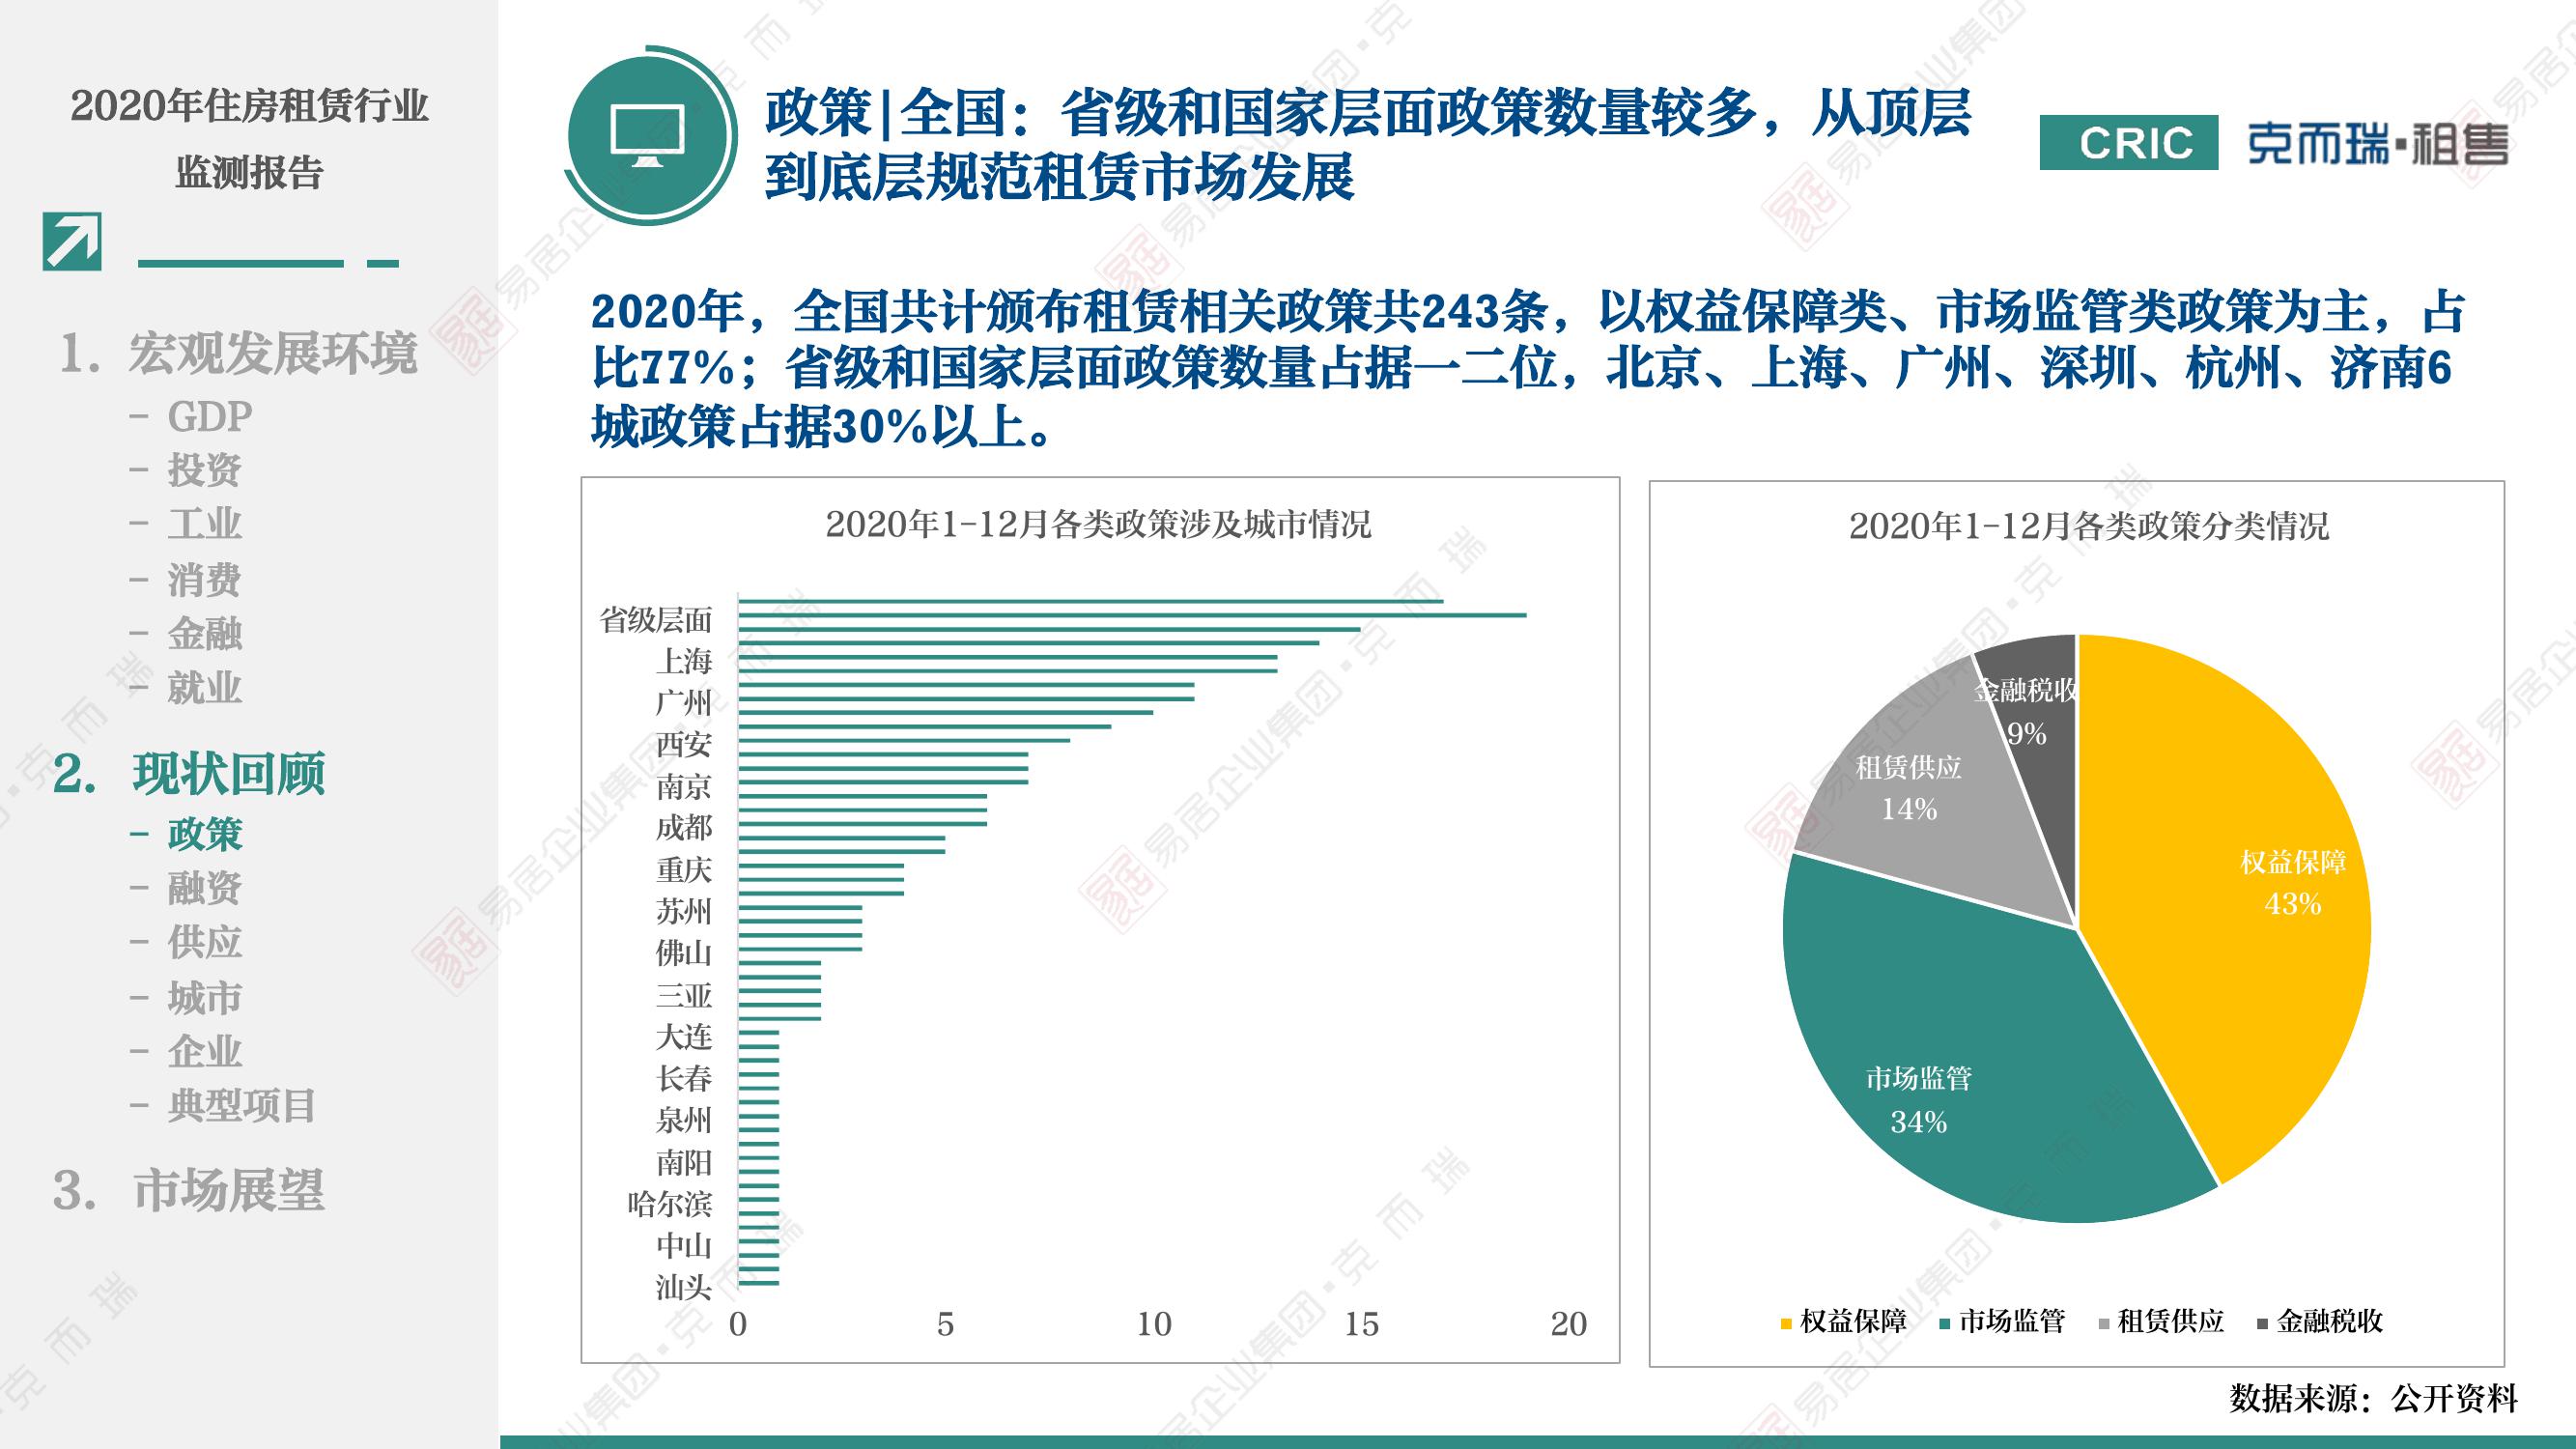 2020年住房租赁行业
监测报告
1. 宏观发展环境
– GDP
– 投资
– 工业
– 消费
– 金融
– 就业
2. 现状回顾
– 政策
– 融资
– 供应
– 城市
– 企业
– 典型项目
3. 市场展望
政策|全国：省级和国家层面政策数量较多，从顶层
到底层规范租赁市场发展
CRIC 克而瑞·租售
2020年，全国共计颁布租赁相关政策共243条，以权益保障类、市场监管类政策为主，占
比77%；省级和国家层面政策数量占据一二位，北京、上海、广州、深圳、杭州、济南6
城政策占据30%以上。
2020年1-12月各类政策涉及城市情况
省级层面
上海
广州
西安
南京
成都
重庆
苏州
佛山
三亚
大连
长春
泉州
南阳
哈尔滨
中山
汕头
0 5 10 15 20
2020年1-12月各类政策分类情况
金融税收
9%
租赁供应
14%
权益保障
43%
市场监管
34%
权益保障 市场监管 租赁供应 金融税收
数据来源：公开资料
易居企业集团·克而瑞